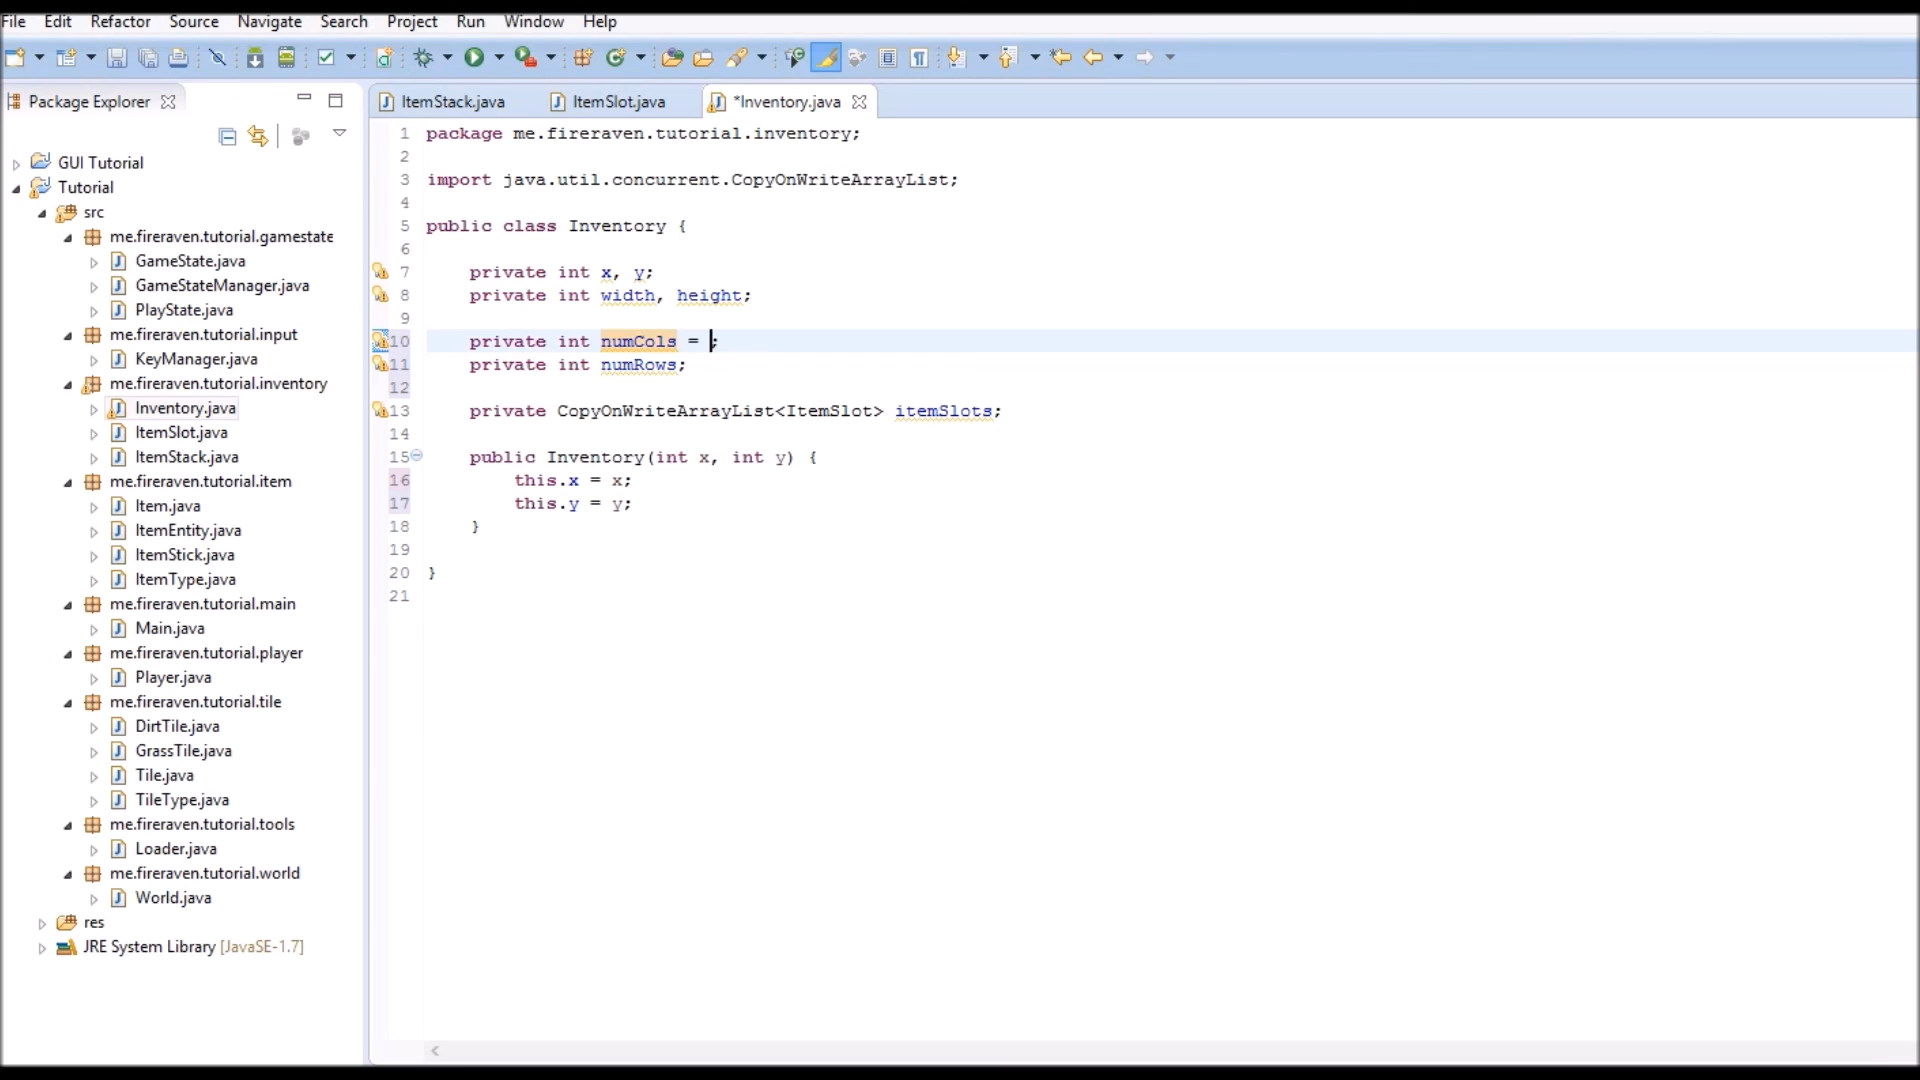 File Edit Refactor Source Navigate Search Project Run Window Help
Package Explorer
GUI Tutorial
Tutorial
src
me.fireraven.tutorial.gamestate
GameState.java
GameStateManager.java
PlayState.java
me.fireraven.tutorial.input
KeyManager.java
me.fireraven.tutorial.inventory
Inventory.java
ItemSlot.java
ItemStack.java
me.fireraven.tutorial.item
Item.java
ItemEntity.java
ItemStick.java
ItemType.java
me.fireraven.tutorial.main
Main.java
me.fireraven.tutorial.player
Player.java
me.fireraven.tutorial.tile
DirtTile.java
GrassTile.java
Tile.java
TileType.java
me.fireraven.tutorial.tools
Loader.java
me.fireraven.tutorial.world
World.java
res
JRE System Library [JavaSE-1.7]
ItemStack.java ItemSlot.java *Inventory.java
1 package me.fireraven.tutorial.inventory;
2
3 import java.util.concurrent.CopyOnWriteArrayList;
4
5 public class Inventory {
6
7 private int x, y;
8 private int width, height;
9
10 private int numCols = ;
11 private int numRows;
12
13 private CopyOnWriteArrayList<ItemSlot> itemSlots;
14
15 public Inventory(int x, int y) {
16 this.x = x;
17 this.y = y;
18 }
19
20 }
21